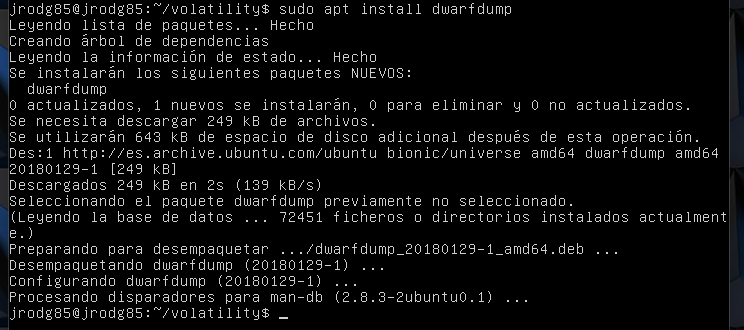 jrodg85@jrodg85:~/volatility$ sudo apt install dwarfdump
Leyendo lista de paquetes... Hecho
Creando árbol de dependencias
Leyendo la información de estado... Hecho
Se instalarán los siguientes paquetes NUEVOS:
  dwarfdump
0 actualizados, 1 nuevos se instalarán, 0 para eliminar y 0 no actualizados.
Se necesita descargar 249 kB de archivos.
Se utilizarán 643 kB de espacio de disco adicional después de esta operación.
Des:1 http://es.archive.ubuntu.com/ubuntu bionic/universe amd64 dwarfdump amd64
20180129-1 [249 kB]
Descargados 249 kB en 2s (139 kB/s)
Seleccionando el paquete dwarfdump previamente no seleccionado.
(Leyendo la base de datos ... 72451 ficheros o directorios instalados actualment
e.)
Preparando para desempaquetar .../dwarfdump_20180129-1_amd64.deb ...
Desempaquetando dwarfdump (20180129-1) ...
Configurando dwarfdump (20180129-1) ...
Procesando disparadores para man-db (2.8.3-2ubuntu0.1) ...
jrodg85@jrodg85:~/volatility$ _